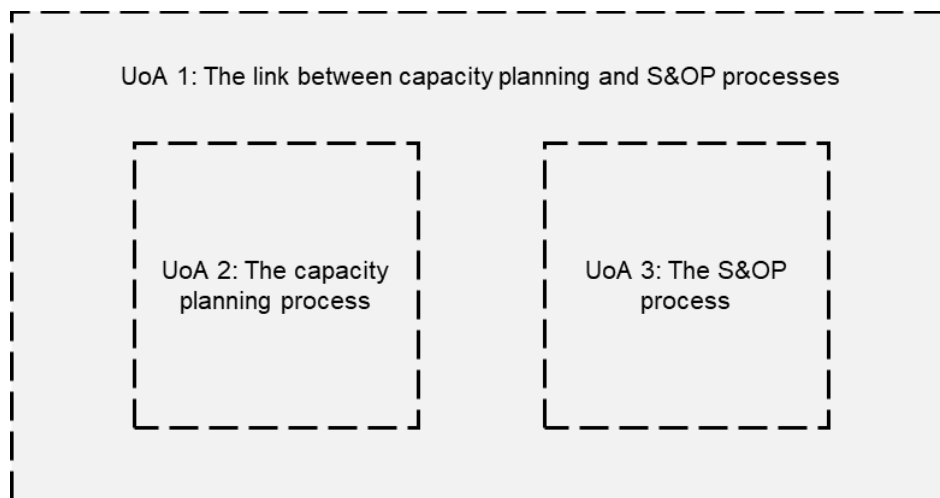 UoA 1: The link between capacity planning and S&OP processes
UoA 2: The capacity
planning process
UoA 3: The S&OP
process